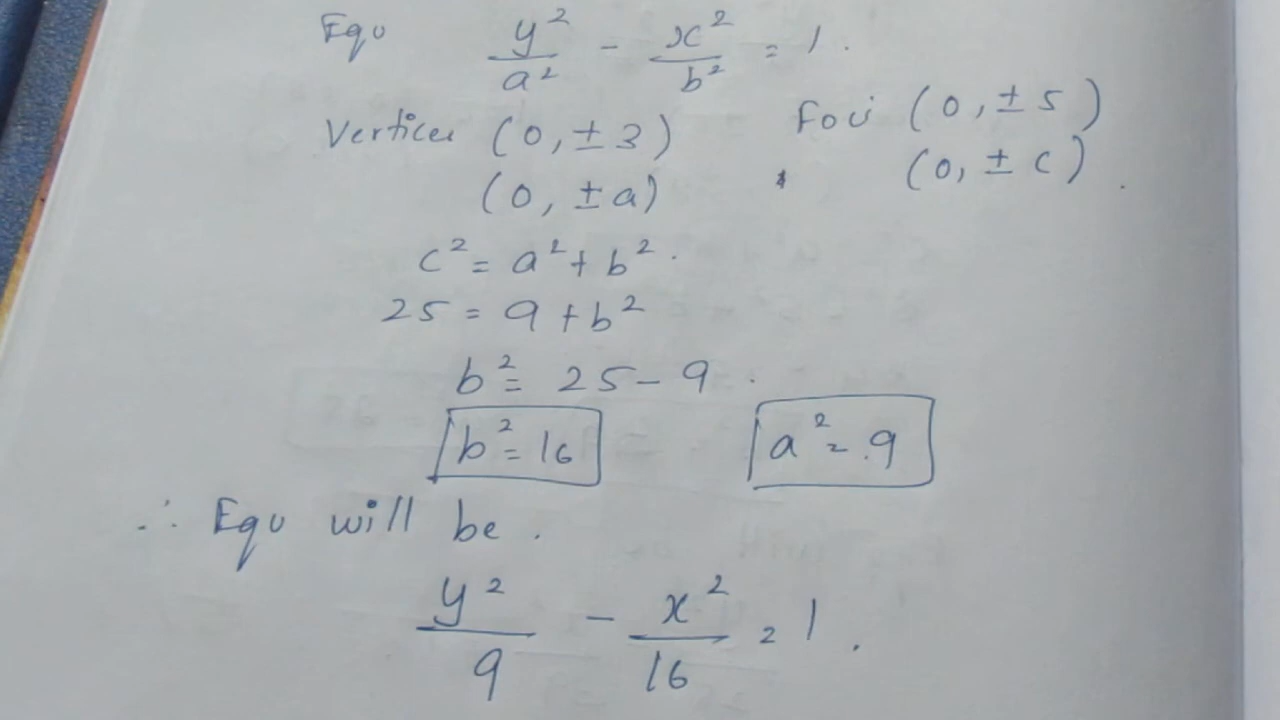 Equ y²/a² - x²/b² = 1.
Vertices (0, ±3) Foci (0, ±5)
(0, ±a) (0, ±c).
c² = a² + b².
25 = 9 + b²
b² = 25 - 9.
b² = 16 a² = 9
∴ Equ will be.
y²/9 - x²/16 = 1.